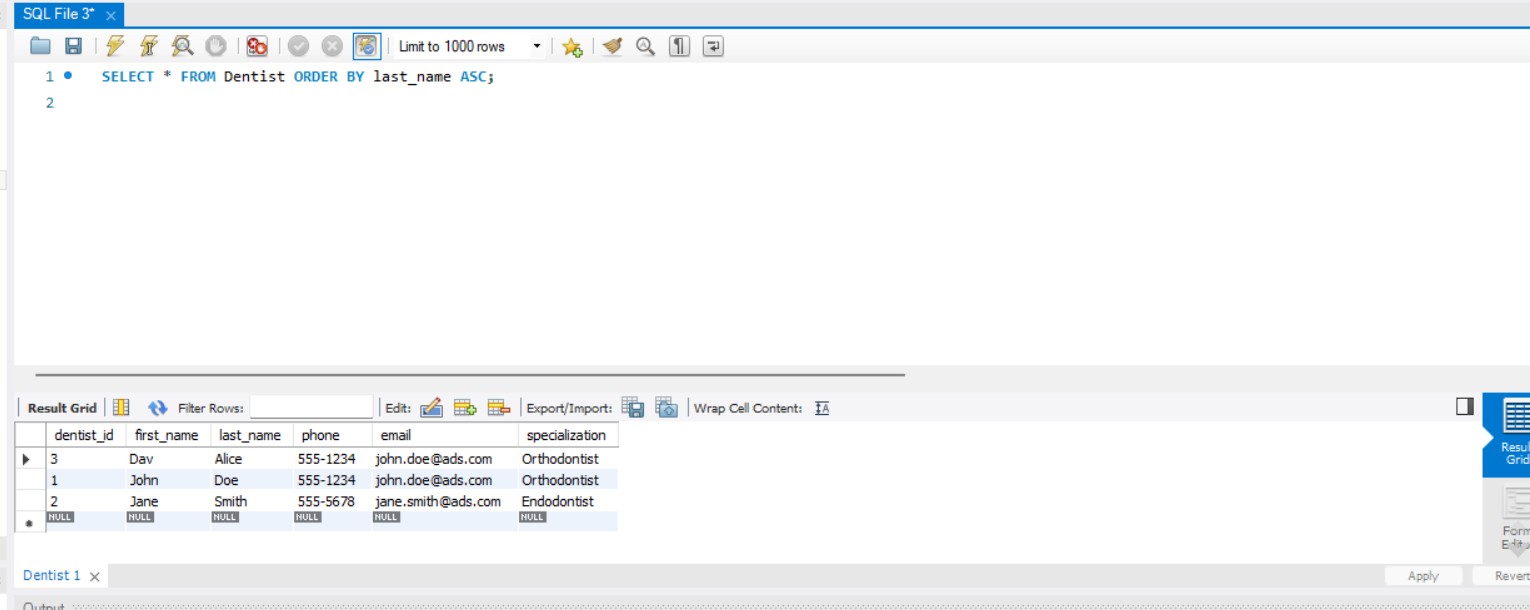 SQL File 3*
Limit to 1000 rows
1 SELECT * FROM Dentist ORDER BY last_name ASC;
2
Result Grid Filter Rows: Edit: Export/Import: Wrap Cell Content:
dentist_id first_name last_name phone email specialization
3 Dav Alice 555-1234 john.doe@ads.com Orthodontist
1 John Doe 555-1234 john.doe@ads.com Orthodontist
2 Jane Smith 555-5678 jane.smith@ads.com Endodontist
NULL NULL NULL NULL NULL NULL
Resul
Grid
Form
Dentist 1
Apply Revert
Output